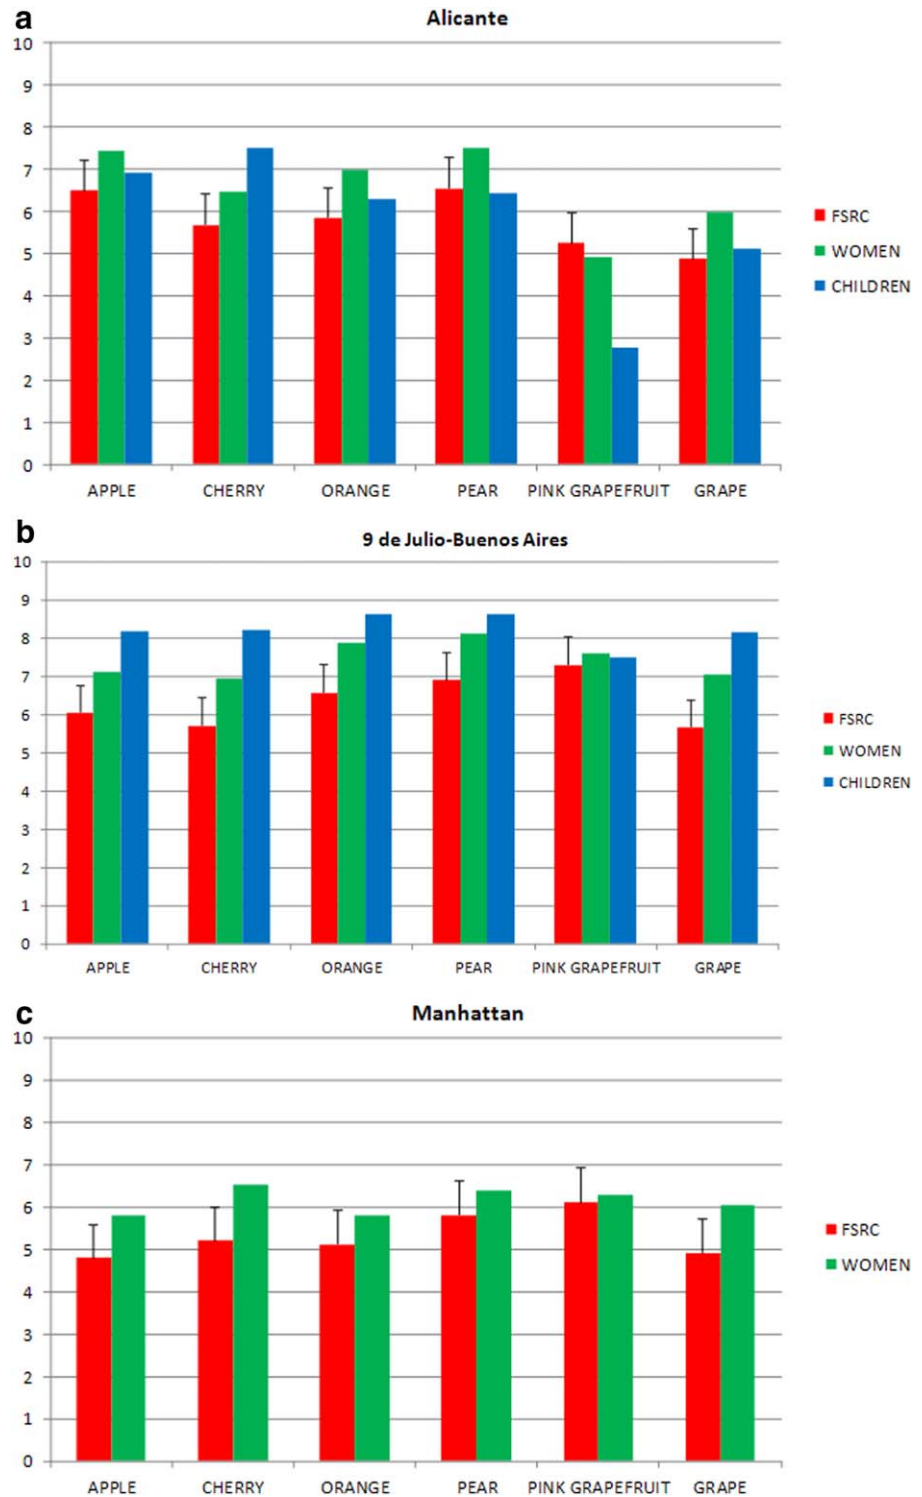 a
Alicante
10
9
8
7
6
5
4
3
2
1
0
APPLE CHERRY ORANGE PEAR PINK GRAPEFRUIT GRAPE
FSRC
WOMEN
CHILDREN
b
9 de Julio-Buenos Aires
10
9
8
7
6
5
4
3
2
1
0
APPLE CHERRY ORANGE PEAR PINK GRAPEFRUIT GRAPE
FSRC
WOMEN
CHILDREN
c
Manhattan
10
9
8
7
6
5
4
3
2
1
0
APPLE CHERRY ORANGE PEAR PINK GRAPEFRUIT GRAPE
FSRC
WOMEN